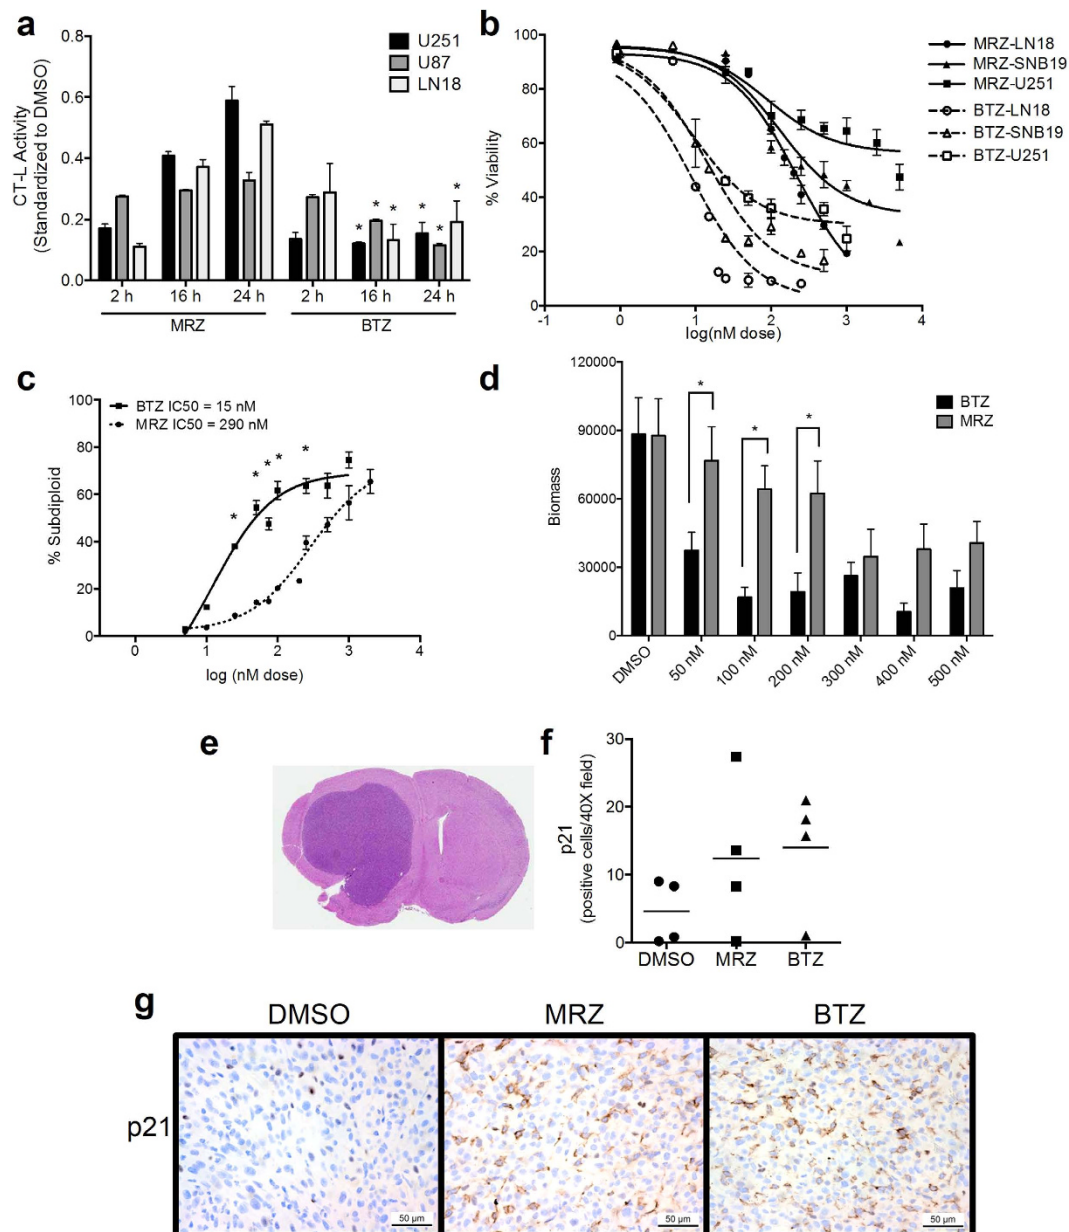 a
CT-L Activity
(Standardized to DMSO)
0.8
0.6
0.4
0.2
0.0
U251
U87
LN18
* * * * * *
2 h 16 h 24 h 2 h 16 h 24 h
MRZ BTZ
b
% Viability
100
80
60
40
20
0
-1 0 1 2 3 4
log(nM dose)
MRZ-LN18
MRZ-SNB19
MRZ-U251
BTZ-LN18
BTZ-SNB19
BTZ-U251
c
% Subdiploid
100
80
60
40
20
0
BTZ IC50 = 15 nM
MRZ IC50 = 290 nM
* * * * *
0 1 2 3 4
log (nM dose)
d
Biomass
120000
90000
60000
30000
0
* * *
BTZ
MRZ
DMSO 50 nM 100 nM 200 nM 300 nM 400 nM 500 nM
e
f
p21
(positive cells/40X field)
30
20
10
0
DMSO MRZ BTZ
g
DMSO MRZ BTZ
p21
50 µm 50 µm 50 µm